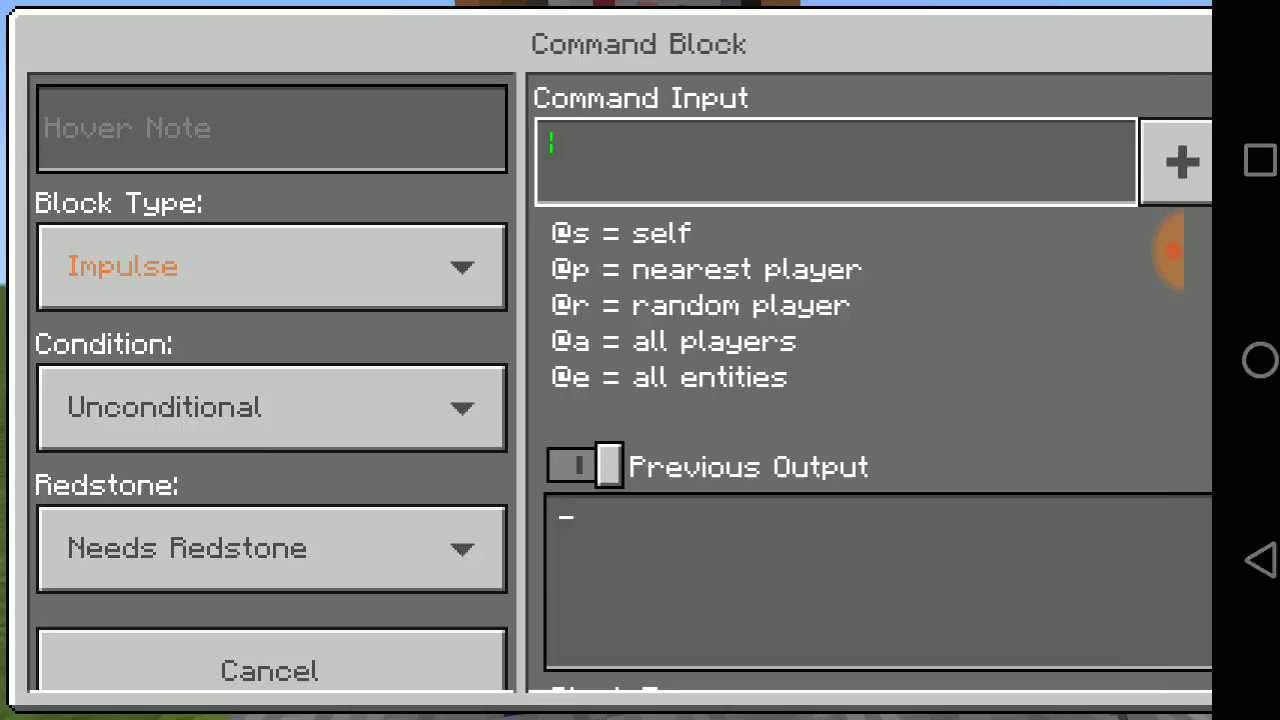 Command Block
Hover Note
Block Type:
Impulse
Condition:
Unconditional
Redstone:
Needs Redstone
Cancel
Command Input
@s = self
@p = nearest player
@r = random player
@a = all players
@e = all entities
Previous Output
-